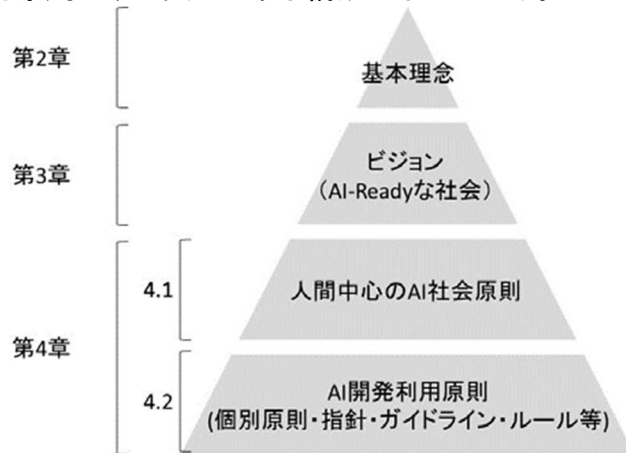 第2章
基本理念
第3章
ビジョン
（AI-Readyな社会）
第4章
4.1
人間中心のAI社会原則
4.2
AI開発利用原則
(個別原則・指針・ガイドライン・ルール等)